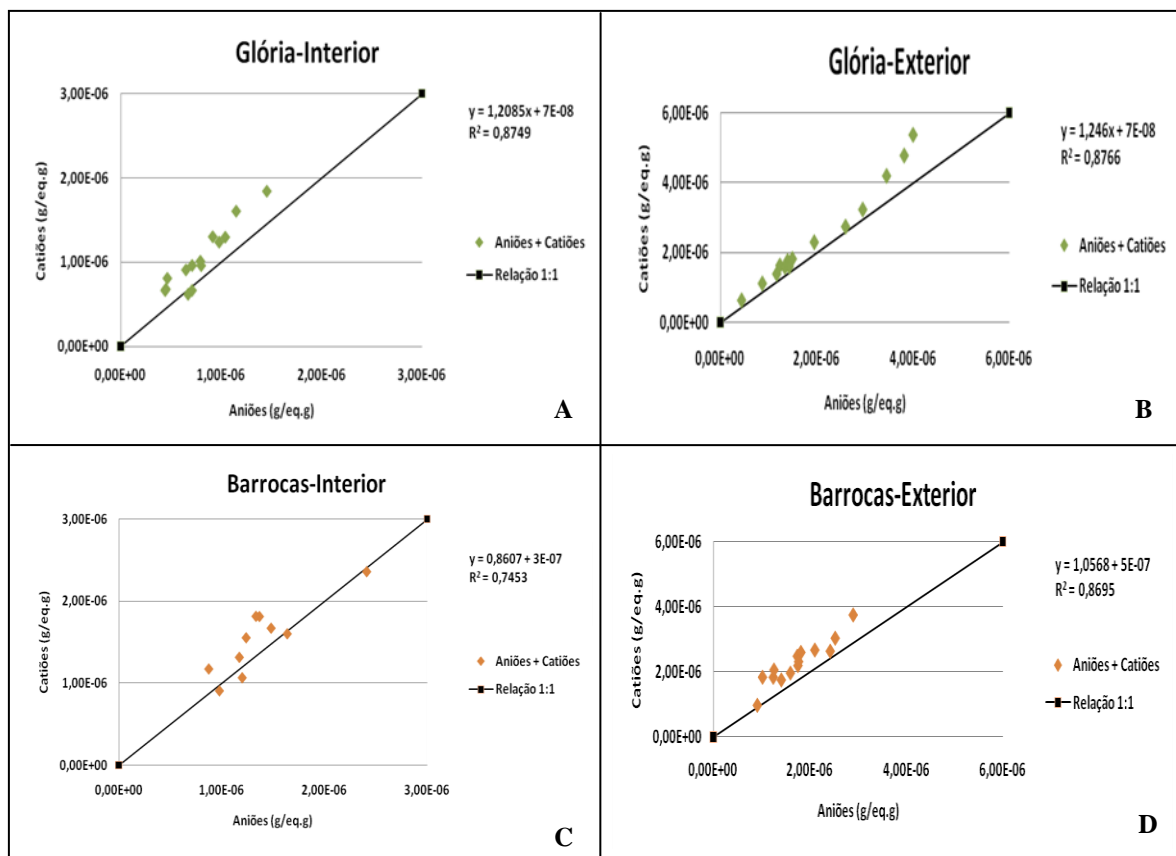 Glória-Interior
3,00E-06
2,00E-06
1,00E-06
0,00E+00
Catiões (g/eq.g)
0,00E+00 1,00E-06 2,00E-06 3,00E-06
Aniões (g/eq.g)
y = 1,2085x + 7E-08
R² = 0,8749
Aniões + Catiões
Relação 1:1
A
Glória-Exterior
6,00E-06
4,00E-06
2,00E-06
0,00E+00
Catiões (g/eq.g)
0,00E+00 2,00E-06 4,00E-06 6,00E-06
Aniões (g/eq.g)
y = 1,246x + 7E-08
R² = 0,8766
Aniões + Catiões
Relação 1:1
B
Barrocas-Interior
3,00E-06
2,00E-06
1,00E-06
0,00E+00
Catiões (g/eq.g)
0,00E+00 1,00E-06 2,00E-06 3,00E-06
Aniões (g/eq.g)
y = 0,8607 + 3E-07
R² = 0,7453
Aniões + Catiões
Relação 1:1
C
Barrocas-Exterior
6,00E-06
4,00E-06
2,00E-06
0,00E+00
Catiões (g/eq.g)
0,00E+00 2,00E-06 4,00E-06 6,00E-06
Aniões (g/eq.g)
y = 1,0568 + 5E-07
R² = 0,8695
Aniões + Catiões
Relação 1:1
D